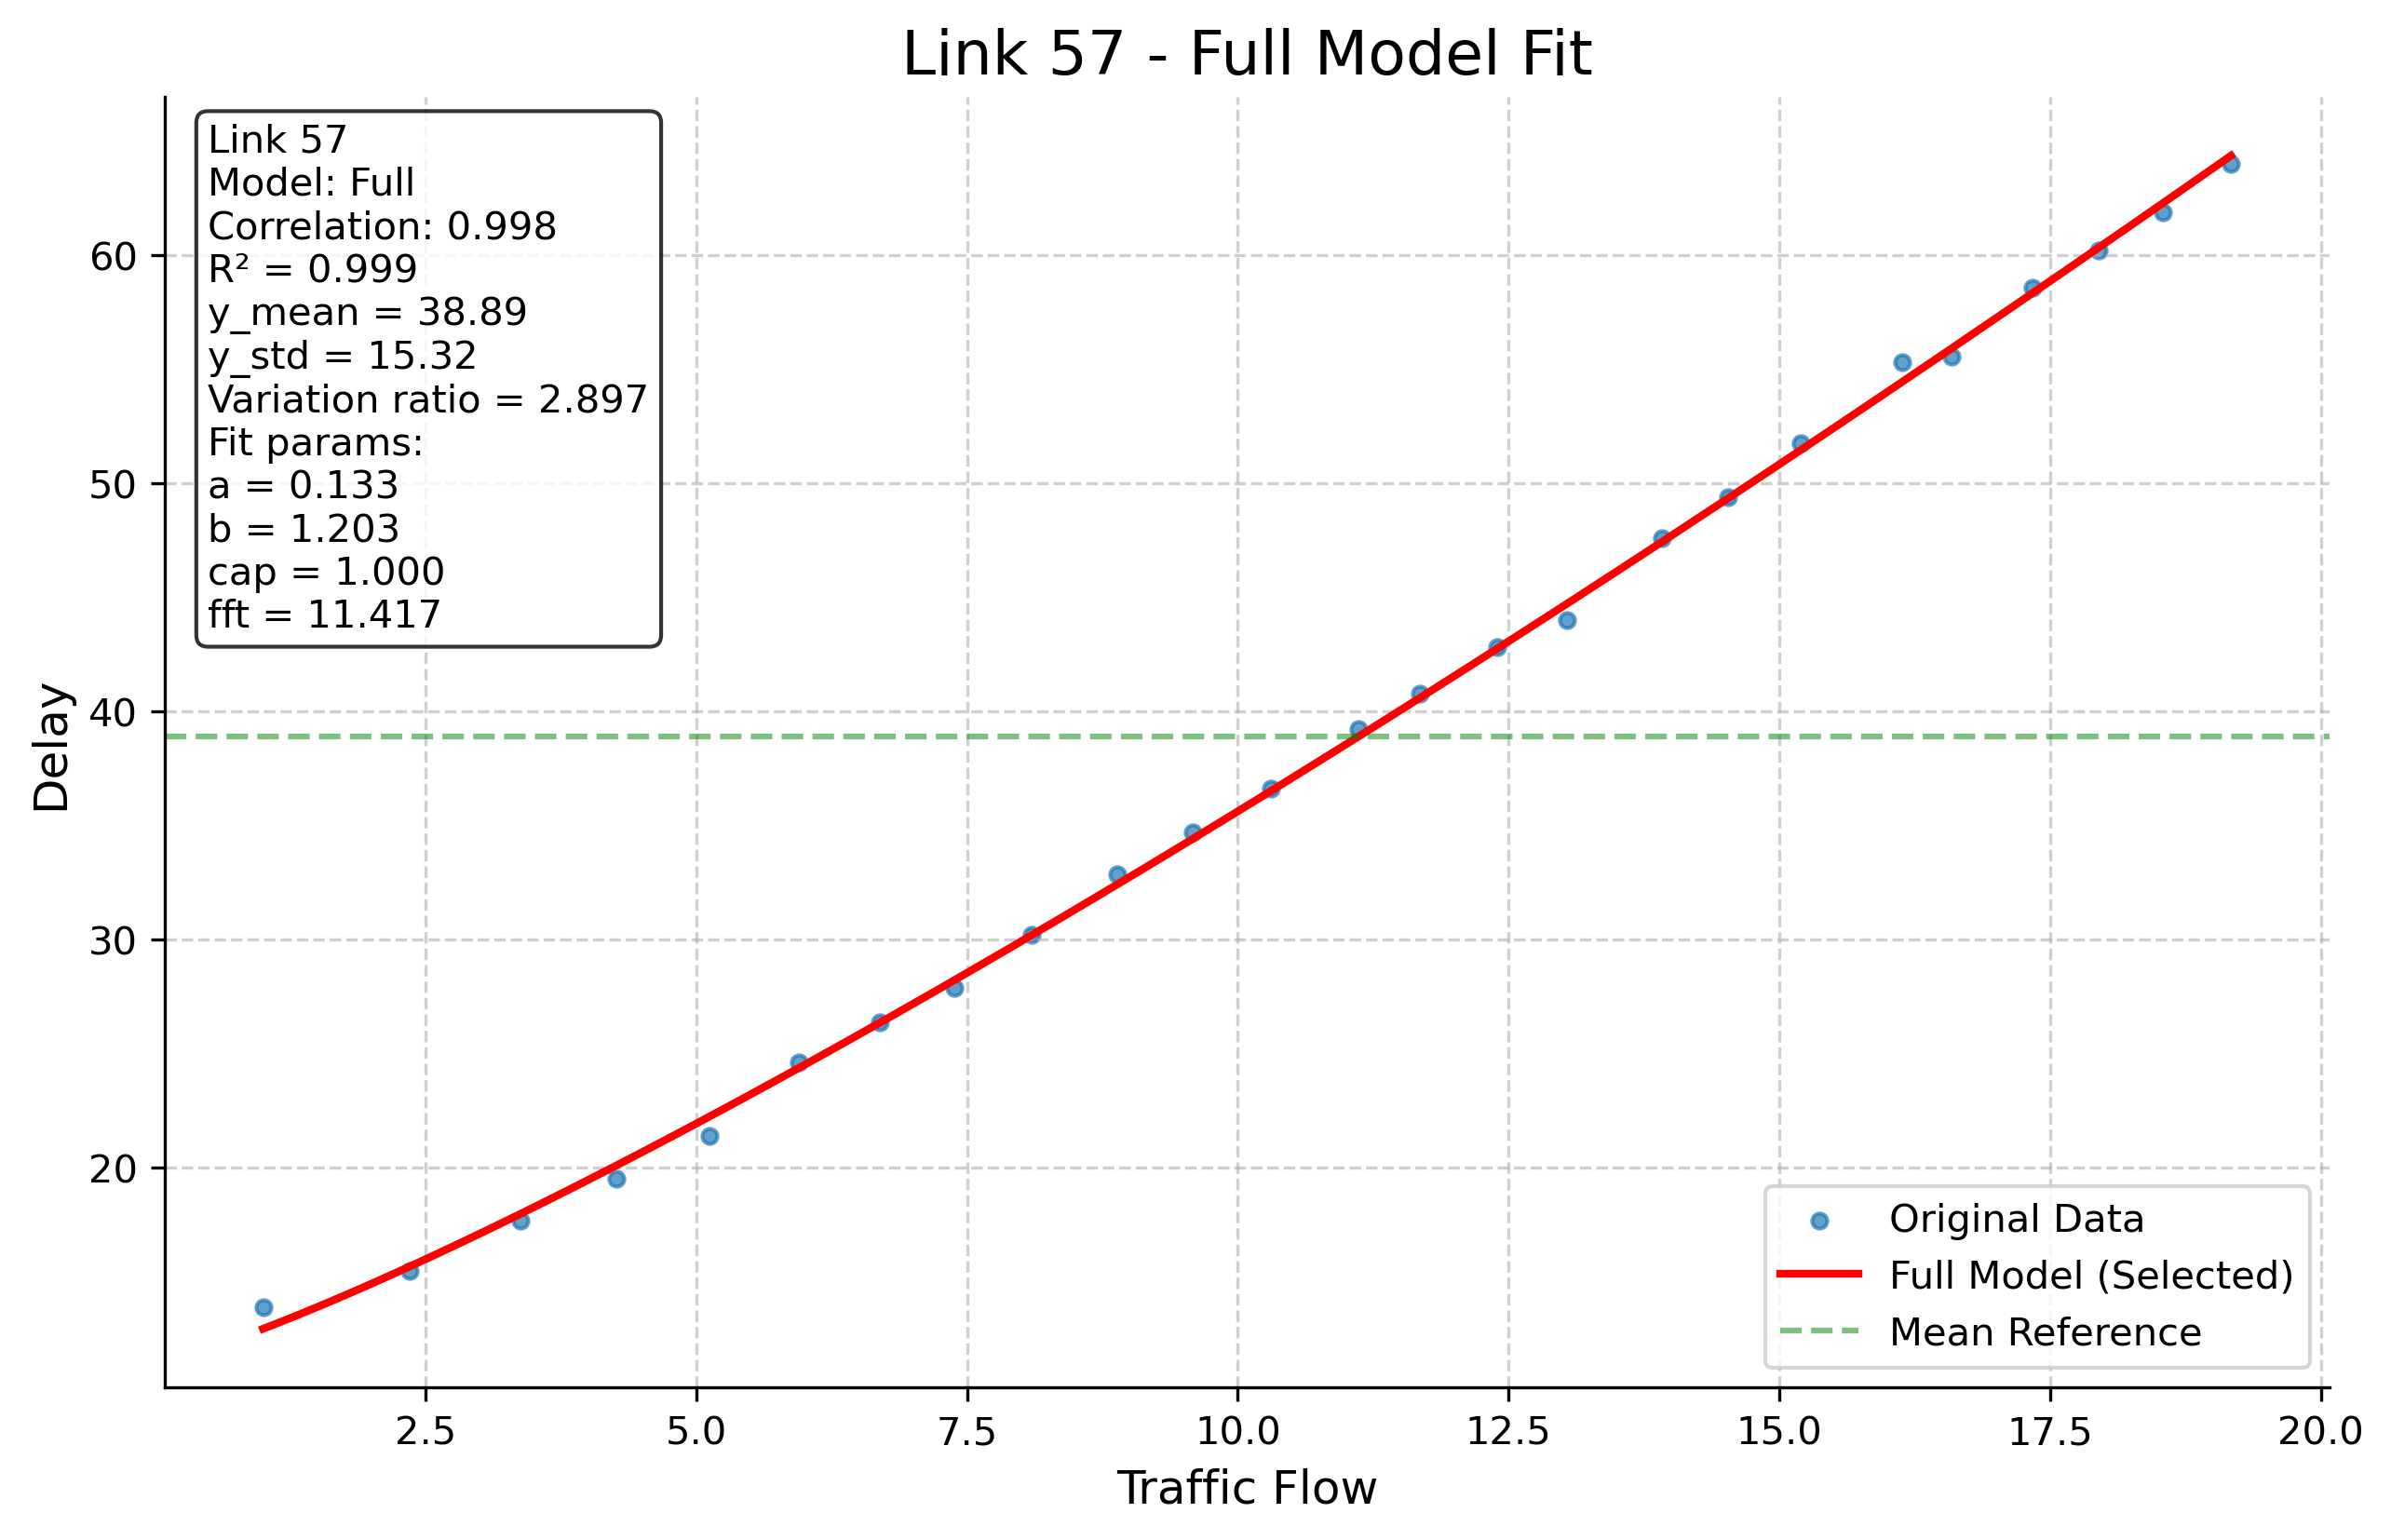 Link 57 - Full Model Fit
Link 57
Model: Full
Correlation: 0.998
R² = 0.999
y_mean = 38.89
y_std = 15.32
Variation ratio = 2.897
Fit params:
a = 0.133
b = 1.203
cap = 1.000
fft = 11.417
60
50
40
30
20
Delay
Original Data
Full Model (Selected)
Mean Reference
2.5 5.0 7.5 10.0 12.5 15.0 17.5 20.0
Traffic Flow